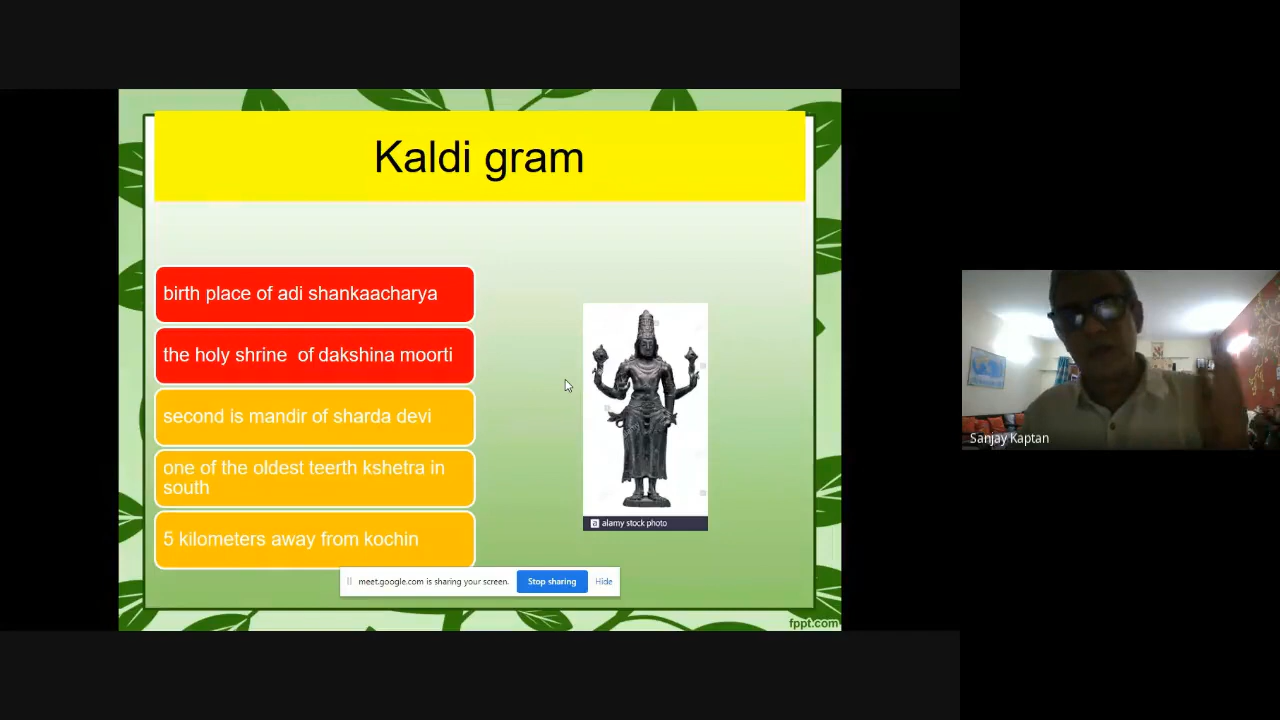 Kaldi gram
birth place of adi shankaacharya
the holy shrine of dakshina moorti
second is mandir of sharda devi
one of the oldest teerth kshetra in
south
5 kilometers away from kochin
a alamy stock photo
meet.google.com is sharing your screen.
Stop sharing
Hide
fppt.com
Sanjay Kaptan